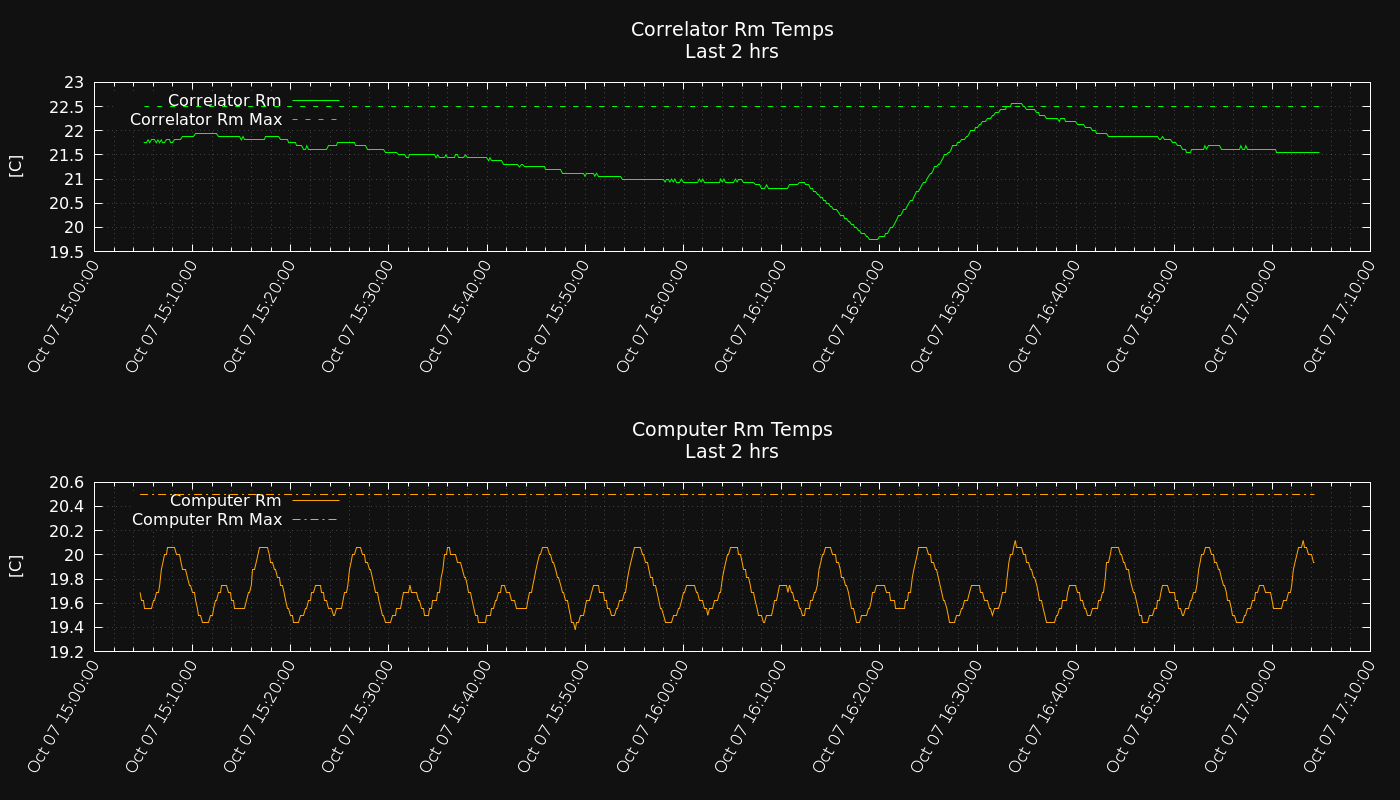 Correlator Rm Temps
Last 2 hrs
[C]
23
22.5
22
21.5
21
20.5
20
19.5
Correlator Rm
Correlator Rm Max
Oct 07 15:00:00
Oct 07 15:10:00
Oct 07 15:20:00
Oct 07 15:30:00
Oct 07 15:40:00
Oct 07 15:50:00
Oct 07 16:00:00
Oct 07 16:10:00
Oct 07 16:20:00
Oct 07 16:30:00
Oct 07 16:40:00
Oct 07 16:50:00
Oct 07 17:00:00
Oct 07 17:10:00
Computer Rm Temps
Last 2 hrs
[C]
20.6
20.4
20.2
20
19.8
19.6
19.4
19.2
Computer Rm
Computer Rm Max
Oct 07 15:00:00
Oct 07 15:10:00
Oct 07 15:20:00
Oct 07 15:30:00
Oct 07 15:40:00
Oct 07 15:50:00
Oct 07 16:00:00
Oct 07 16:10:00
Oct 07 16:20:00
Oct 07 16:30:00
Oct 07 16:40:00
Oct 07 16:50:00
Oct 07 17:00:00
Oct 07 17:10:00